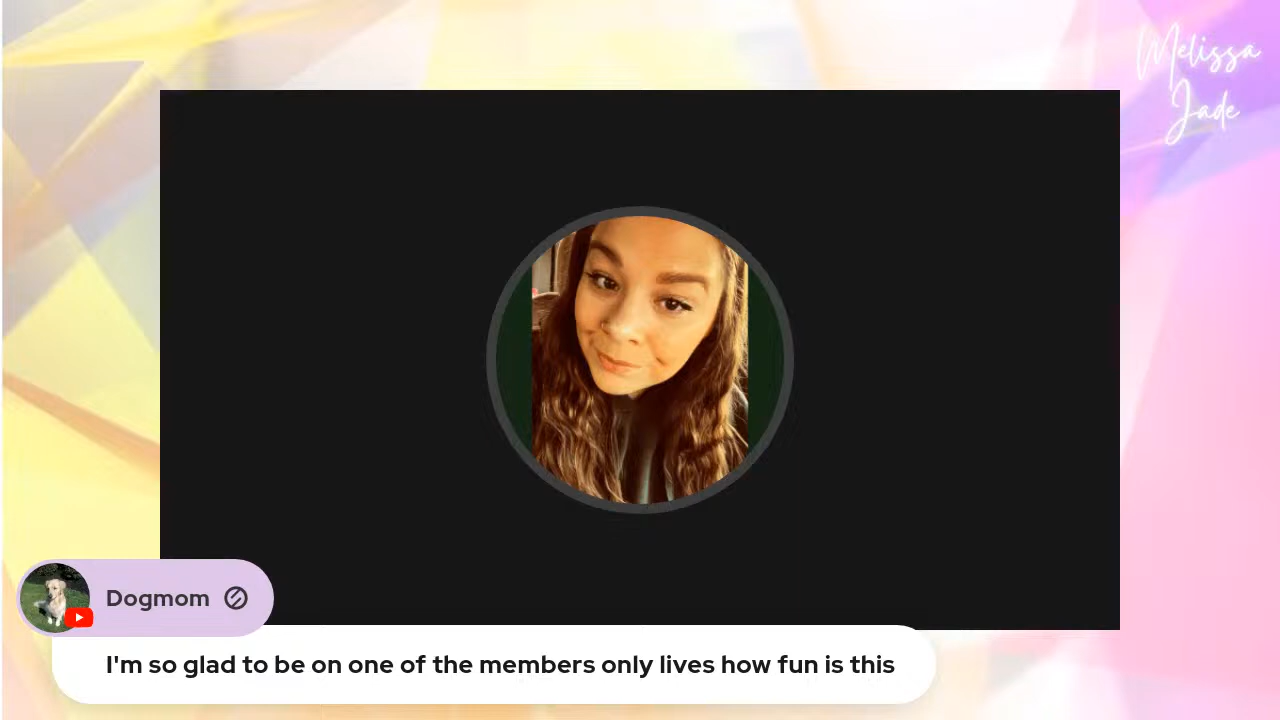 Melissa
Jade
Dogmom
I'm so glad to be on one of the members only lives how fun is this